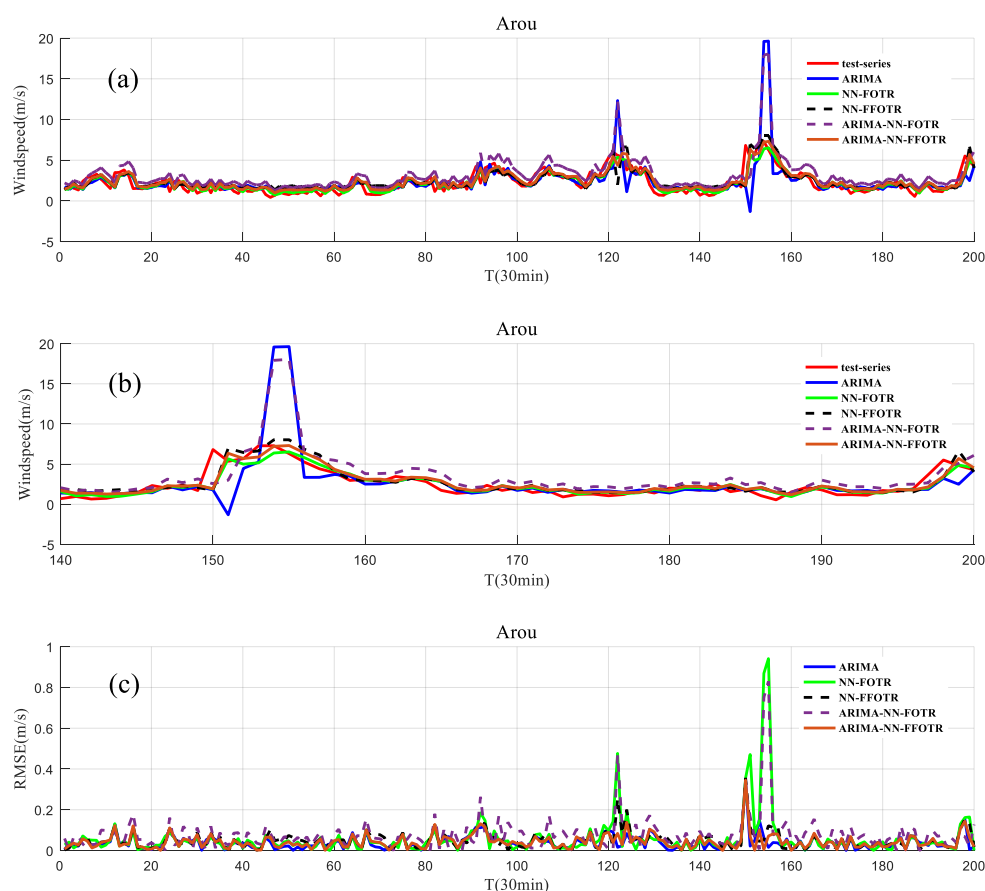 Arou
(a)
Windspeed(m/s)
20
15
10
5
0
-5
test-series
ARIMA
NN-FOTR
NN-FFOTR
ARIMA-NN-FOTR
ARIMA-NN-FFOTR
0 20 40 60 80 100 120 140 160 180 200
T(30min)
Arou
(b)
Windspeed(m/s)
20
15
10
5
0
-5
test-series
ARIMA
NN-FOTR
NN-FFOTR
ARIMA-NN-FOTR
ARIMA-NN-FFOTR
140 150 160 170 180 190 200
T(30min)
Arou
(c)
RMSE(m/s)
1
0.8
0.6
0.4
0.2
0
ARIMA
NN-FOTR
NN-FFOTR
ARIMA-NN-FOTR
ARIMA-NN-FFOTR
0 20 40 60 80 100 120 140 160 180 200
T(30min)